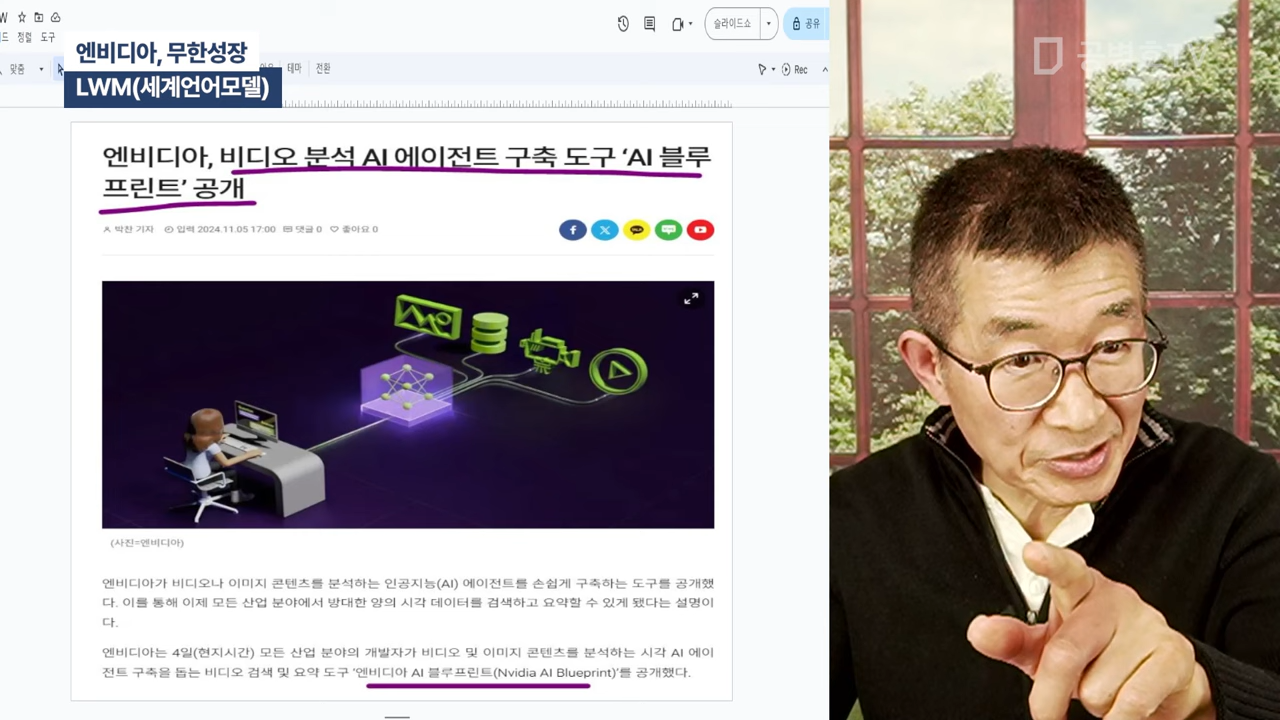 W
슬라이드쇼
공유
드 정렬 도구
엔비디아, 무한성장
맞춤
테마
전환
Rec
LWM(세계언어모델)
공병호TV
엔비디아, 비디오 분석 AI 에이전트 구축 도구 ‘AI 블루
프린트’ 공개
박찬 기자 입력 2024.11.05 17:00 댓글 0 좋아요 0
(사진=엔비디아)
엔비디아가 비디오나 이미지 콘텐츠를 분석하는 인공지능(AI) 에이전트를 손쉽게 구축하는 도구를 공개했
다. 이를 통해 이제 모든 산업 분야에서 방대한 양의 시각 데이터를 검색하고 요약할 수 있게 됐다는 설명이
다.
엔비디아는 4일(현지시간) 모든 산업 분야의 개발자가 비디오 및 이미지 콘텐츠를 분석하는 시각 AI 에이
전트 구축을 돕는 비디오 검색 및 요약 도구 ‘엔비디아 AI 블루프린트(Nvidia AI Blueprint)’를 공개했다.